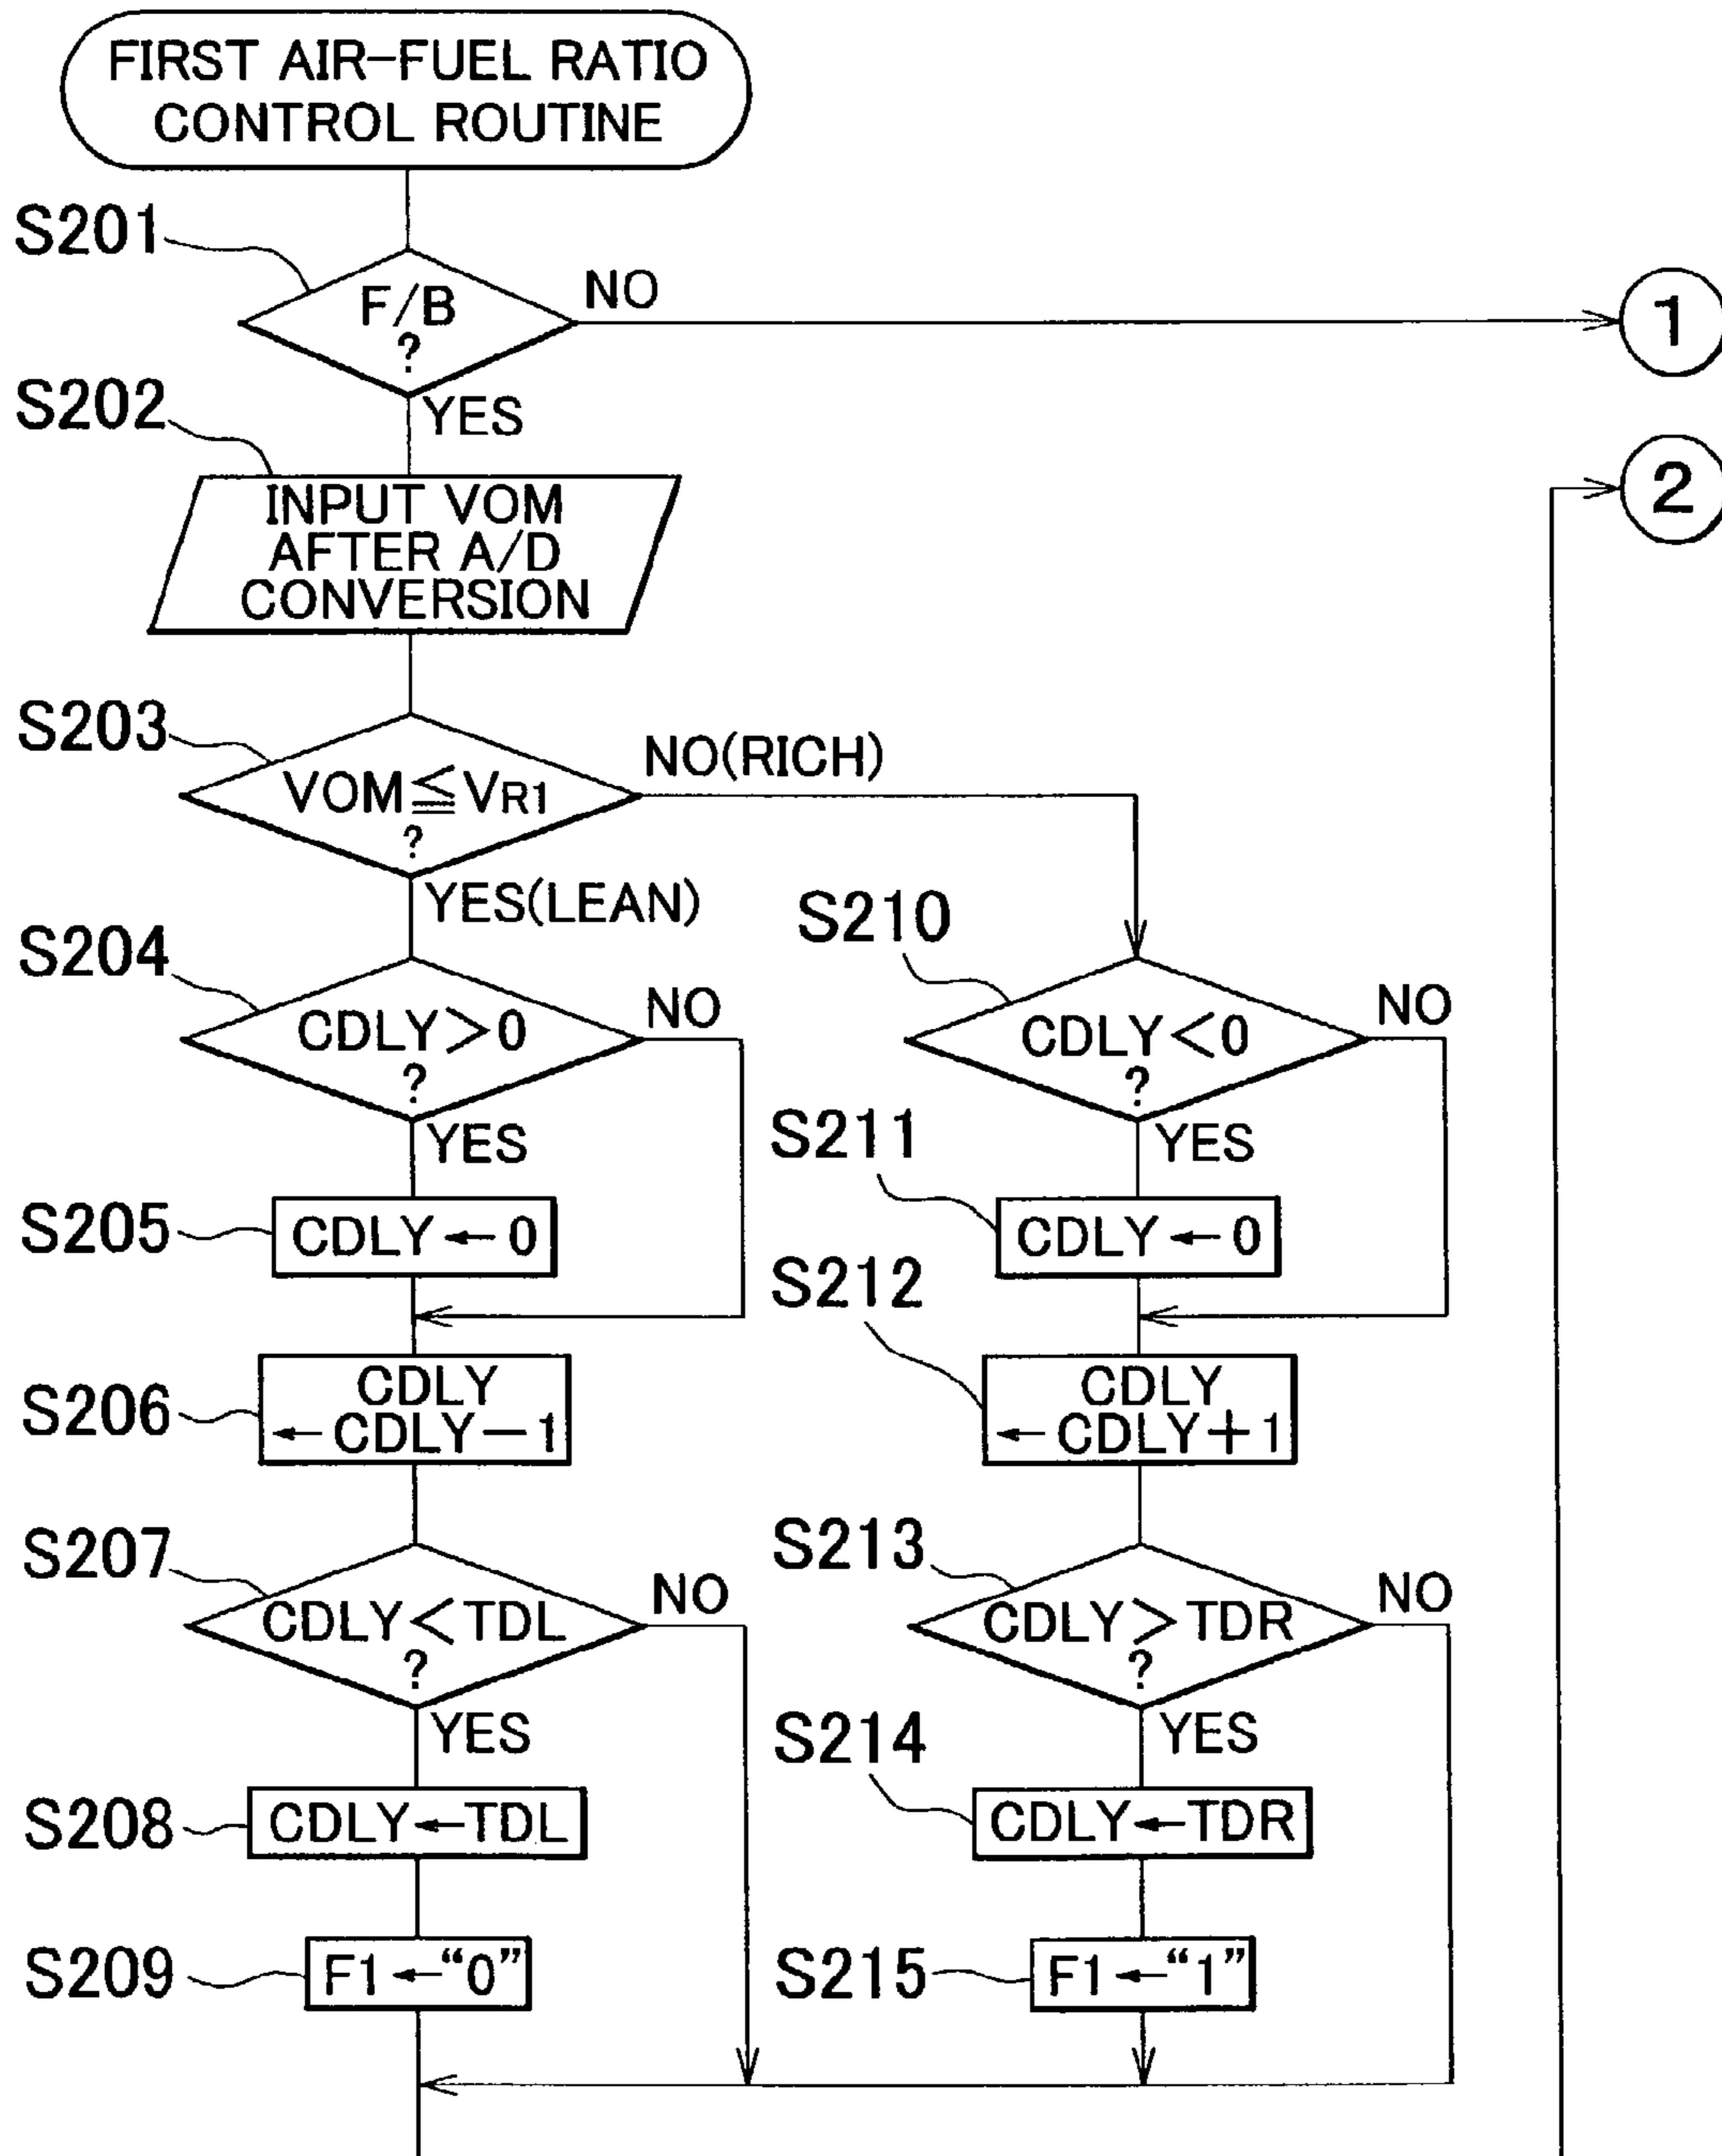 FIRST AIR-FUEL RATIO
CONTROL ROUTINE
S201
F/B
?
NO
1
YES
S202
INPUT VOM
AFTER A/D
CONVERSION
2
S203
VOM≦VR1
?
NO(RICH)
YES(LEAN)
S204
CDLY>0
?
NO
YES
S205
CDLY←0
S206
CDLY
←CDLY−1
S207
CDLY<TDL
?
NO
YES
S208
CDLY←TDL
S209
F1←“0”
S210
CDLY<0
?
NO
YES
S211
CDLY←0
S212
CDLY
←CDLY+1
S213
CDLY>TDR
?
NO
YES
S214
CDLY←TDR
S215
F1←“1”